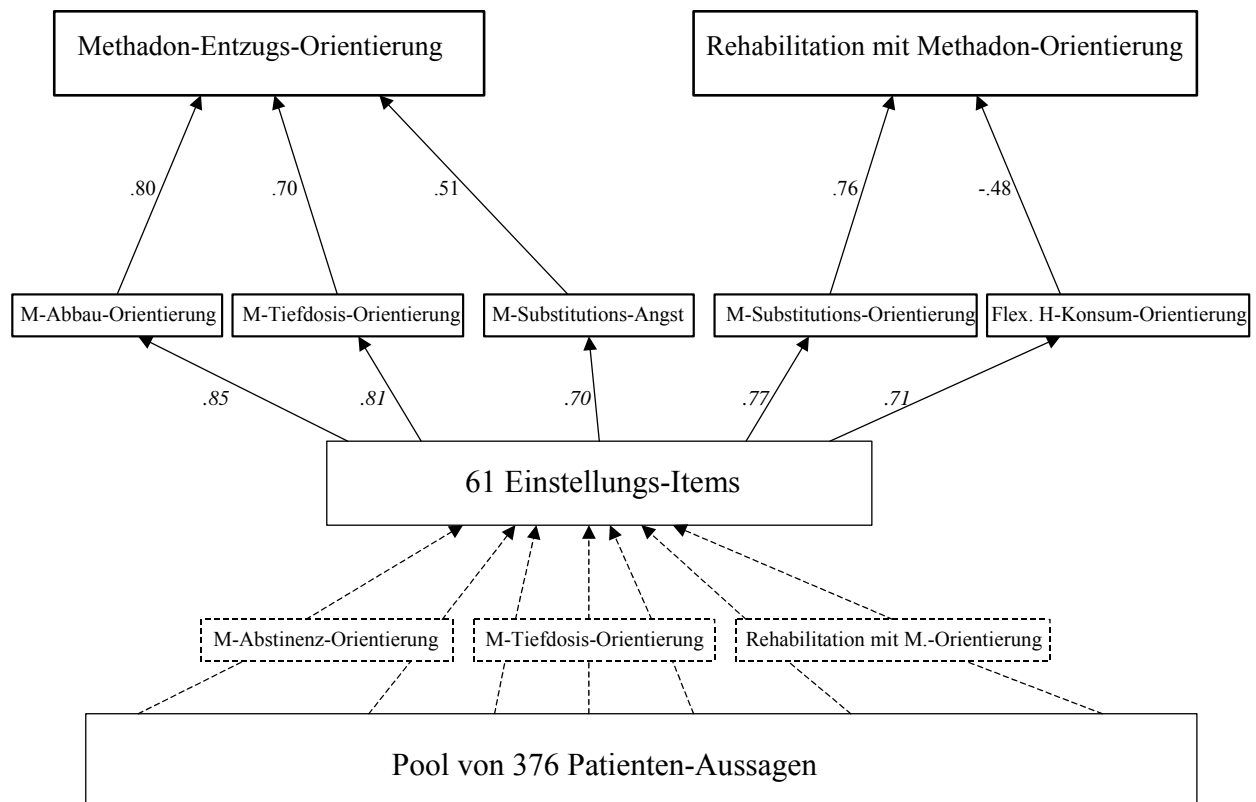 Methadon-Entzugs-Orientierung
Rehabilitation mit Methadon-Orientierung
.80
.70
.51
.76
-.48
M-Abbau-Orientierung
M-Tiefdosis-Orientierung
M-Substitutions-Angst
M-Substitutions-Orientierung
Flex. H-Konsum-Orientierung
.85
.81
.70
.77
.71
61 Einstellungs-Items
M-Abstinenz-Orientierung
M-Tiefdosis-Orientierung
Rehabilitation mit M.-Orientierung
Pool von 376 Patienten-Aussagen